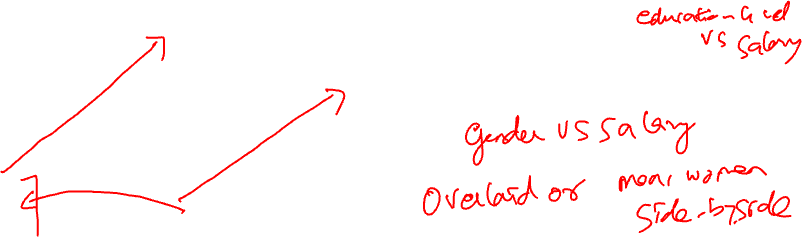 education level
vs salary
Gender vs salary
Overlaid or men, women
side-by side